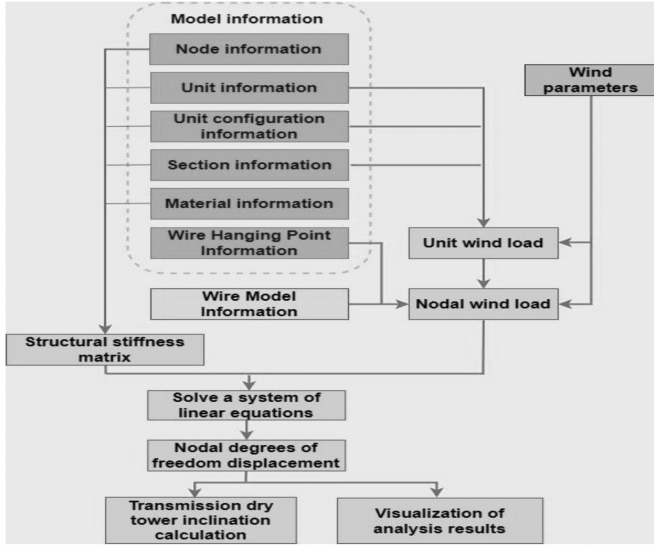 Model information
Node information
Unit information
Unit configuration
information
Section information
Material information
Wire Hanging Point
Information
Wire Model
Information
Wind
parameters
Unit wind load
Nodal wind load
Structural stiffness
matrix
Solve a system of
linear equations
Nodal degrees of
freedom displacement
Transmission dry
tower inclination
calculation
Visualization of
analysis results